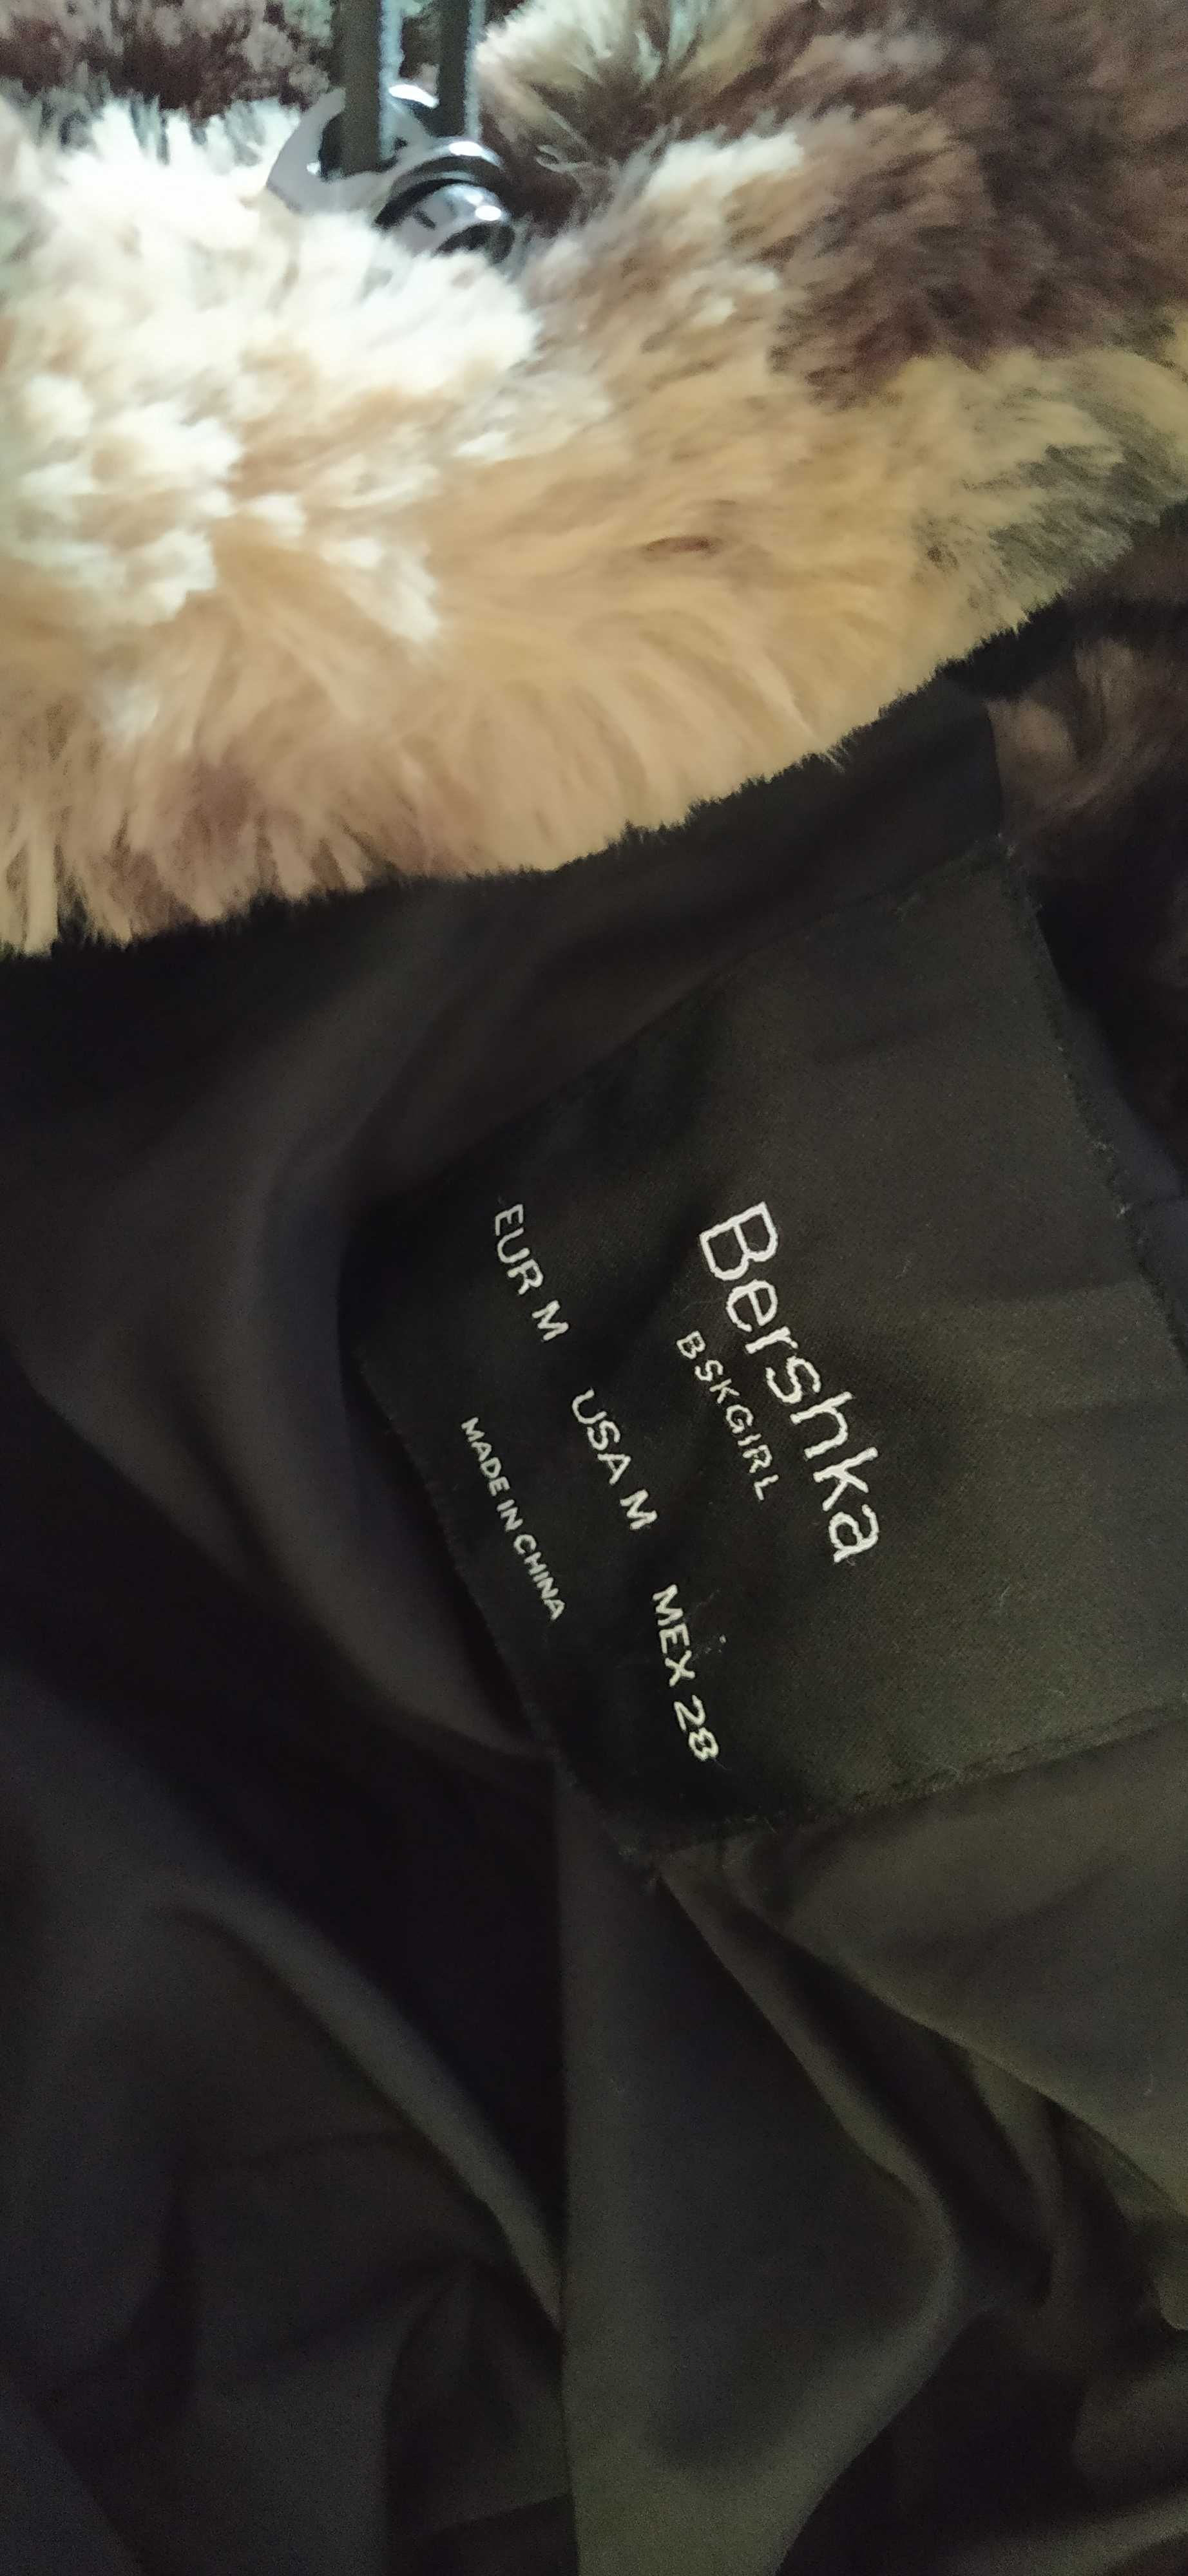 Bershka
BSKGIRL
EUR M USA M MEX 28
MADE IN CHINA